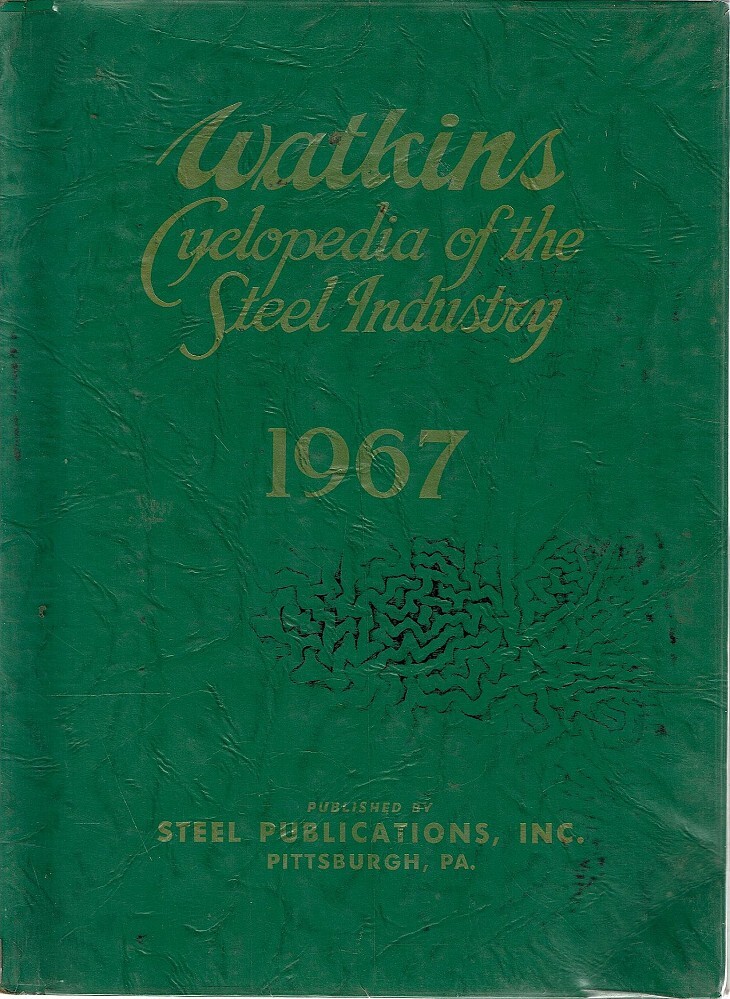 Watkins
Cyclopedia of the
Steel Industry
1967
PUBLISHED BY
STEEL PUBLICATIONS, INC.
PITTSBURGH, PA.